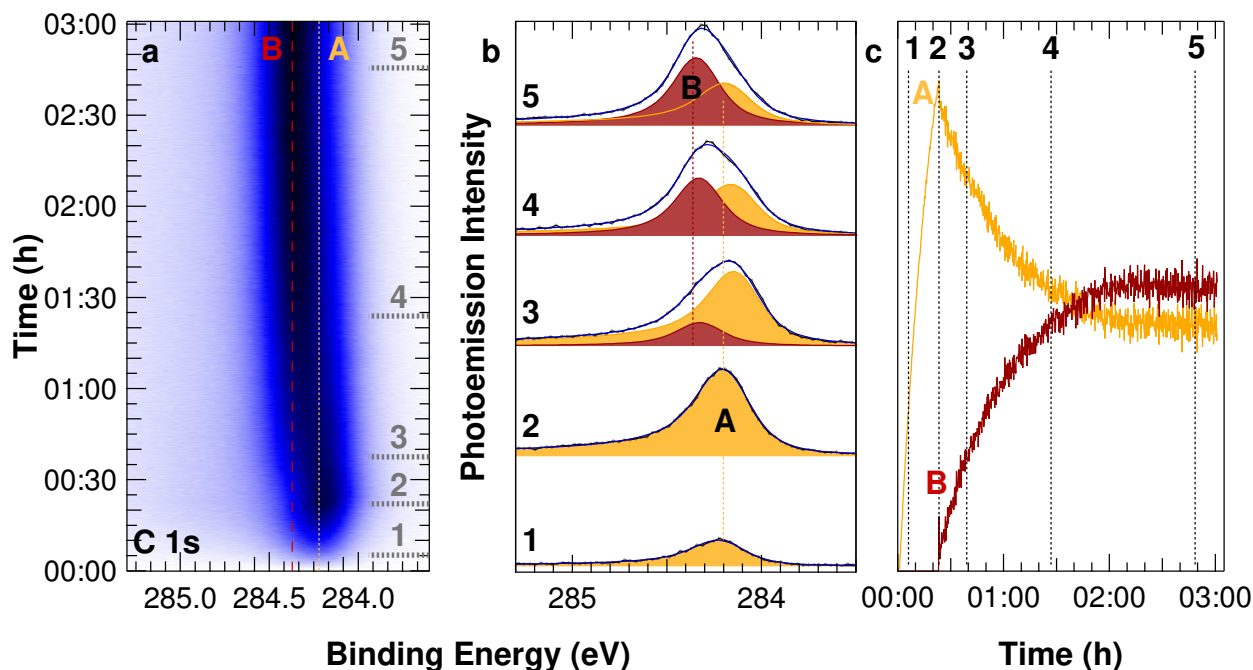 a
B
A
5
4
3
2
1
C 1s
03:00
02:30
02:00
01:30
01:00
00:30
00:00
Time (h)
285.0
284.5
284.0
b
5
B
4
3
2
A
1
Photoemission Intensity
285
284
Binding Energy (eV)
c
1
2
3
4
5
A
B
00:00
01:00
02:00
03:00
Time (h)